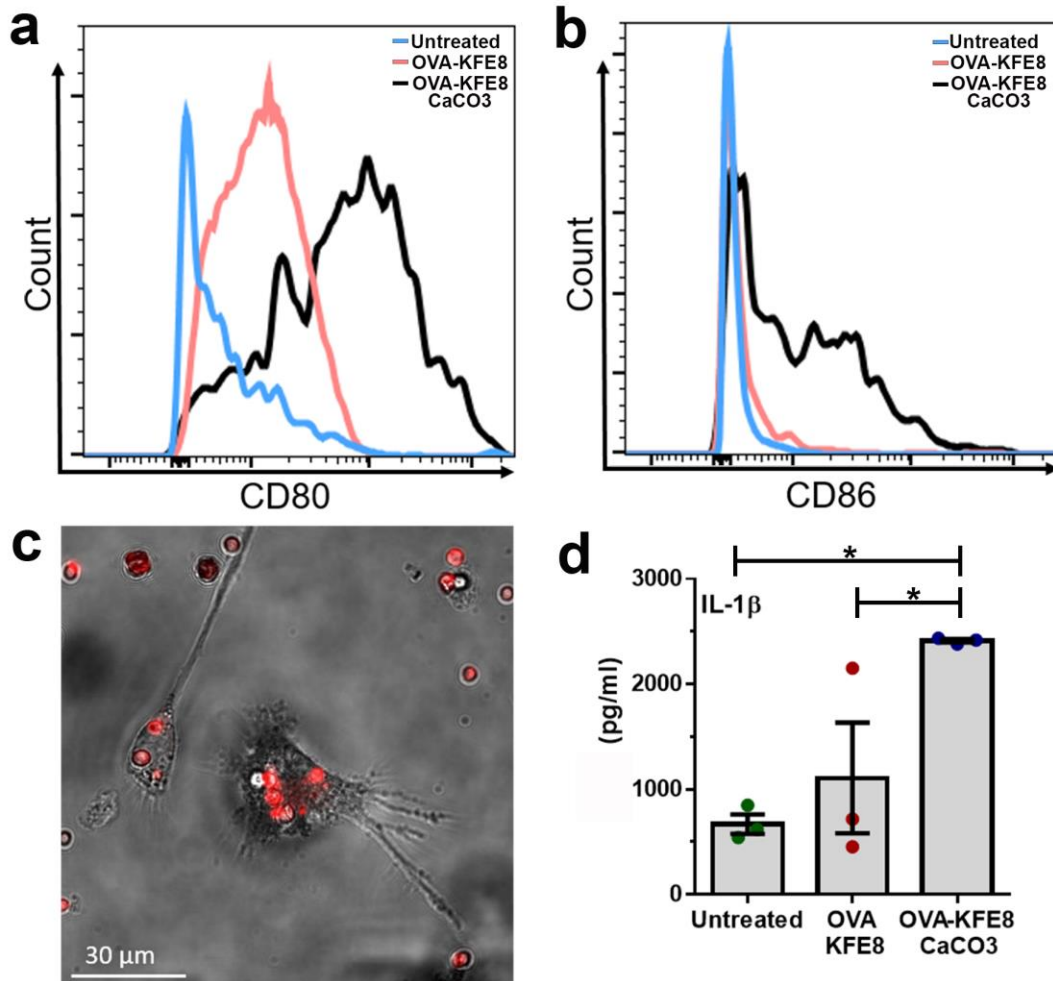 a
Untreated
OVA-KFE8
OVA-KFE8
CaCO3
Count
CD80
b
Untreated
OVA-KFE8
OVA-KFE8
CaCO3
Count
CD86
c
30 µm
d
*
*
IL-1β
(pg/ml)
3000
2000
1000
0
Untreated
OVA
KFE8
OVA-KFE8
CaCO3